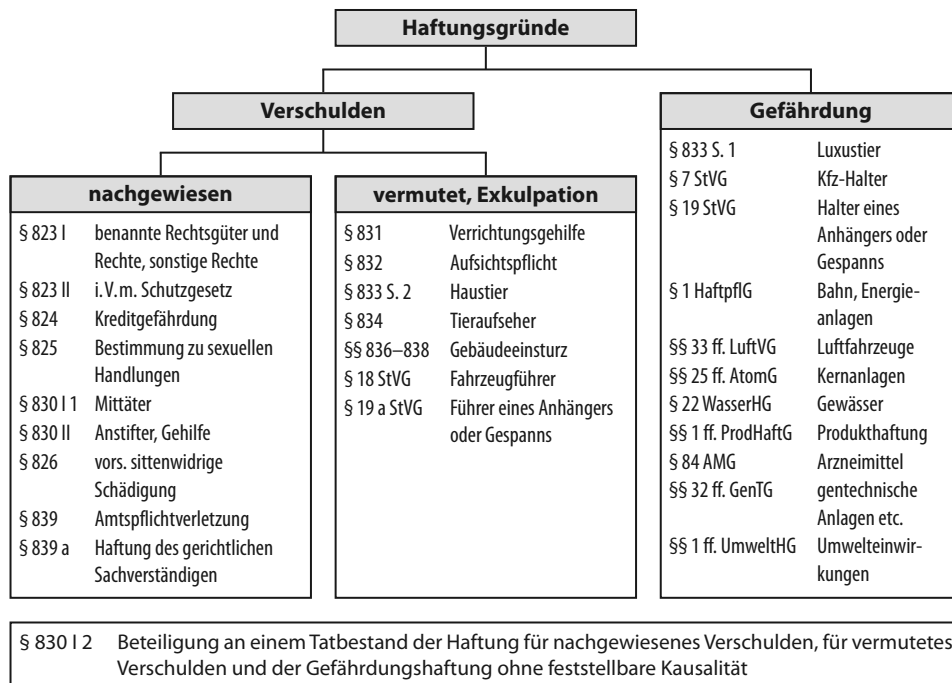 Haftungsgründe
Verschulden
Gefährdung
nachgewiesen
§ 823 I benannte Rechtsgüter und
Rechte, sonstige Rechte
§ 823 II i. V. m. Schutzgesetz
§ 824 Kreditgefährdung
§ 825 Bestimmung zu sexuellen
Handlungen
§ 830 I 1 Mittäter
§ 830 II Anstifter, Gehilfe
§ 826 vors. sittenwidrige
Schädigung
§ 839 Amtspflichtverletzung
§ 839 a Haftung des gerichtlichen
Sachverständigen
vermutet, Exkulpation
§ 831 Verrichtungsgehilfe
§ 832 Aufsichtspflicht
§ 833 S. 2 Haustier
§ 834 Tieraufseher
§§ 836–838 Gebäudeeinsturz
§ 18 StVG Fahrzeugführer
§ 19 a StVG Führer eines Anhängers
oder Gespanns
§ 833 S. 1 Luxustier
§ 7 StVG Kfz-Halter
§ 19 StVG Halter eines
Anhängers oder
Gespanns
§ 1 HaftpflG Bahn, Energie-
anlagen
§§ 33 ff. LuftVG Luftfahrzeuge
§§ 25 ff. AtomG Kernanlagen
§ 22 WasserHG Gewässer
§§ 1 ff. ProdHaftG Produkthaftung
§ 84 AMG Arzneimittel
§§ 32 ff. GenTG gentechnische
Anlagen etc.
§§ 1 ff. UmweltHG Umwelteinwir-
kungen
§ 830 I 2 Beteiligung an einem Tatbestand der Haftung für nachgewiesenes Verschulden, für vermutetes
Verschulden und der Gefährdungshaftung ohne feststellbare Kausalität